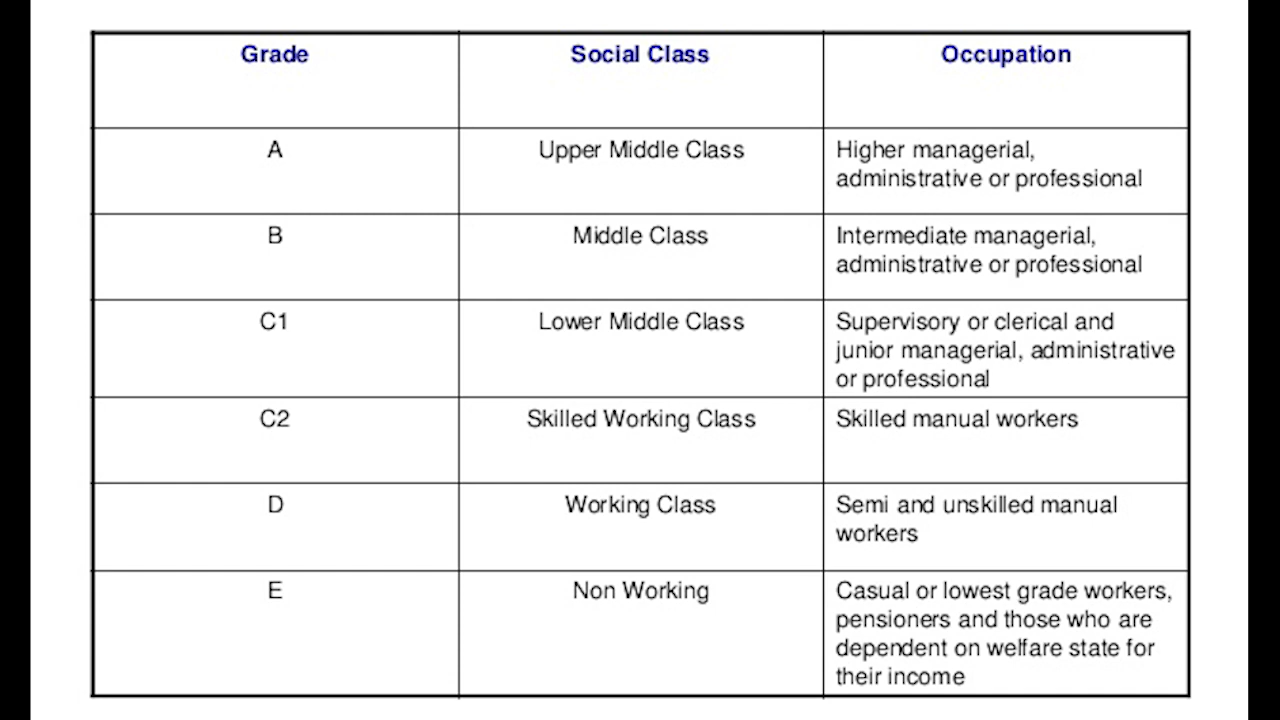 Grade Social Class Occupation
A Upper Middle Class Higher managerial,
administrative or professional
B Middle Class Intermediate managerial,
administrative or professional
C1 Lower Middle Class Supervisory or clerical and
junior managerial, administrative
or professional
C2 Skilled Working Class Skilled manual workers
D Working Class Semi and unskilled manual
workers
E Non Working Casual or lowest grade workers,
pensioners and those who are
dependent on welfare state for
their income